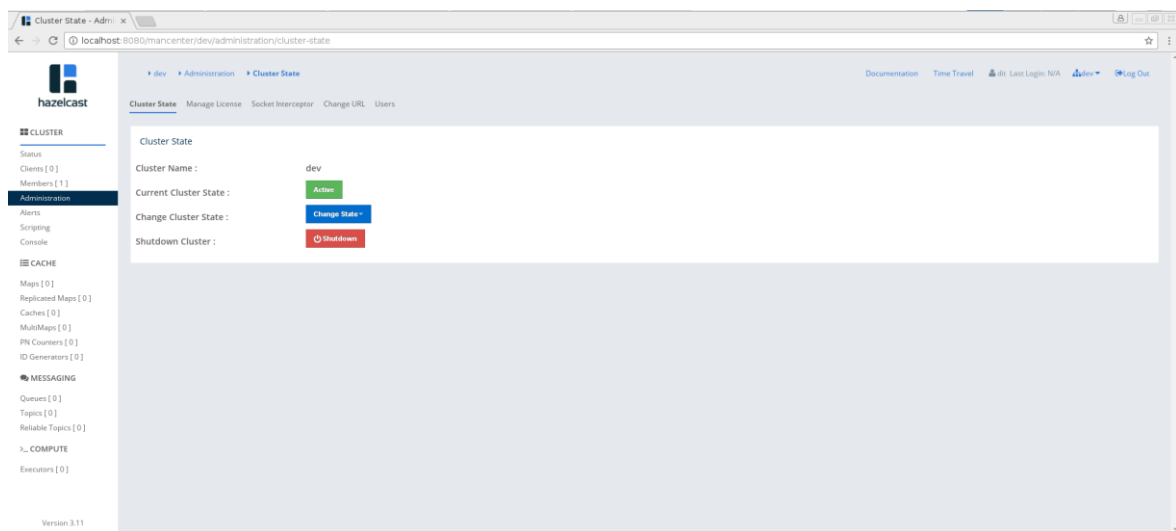 Cluster State - Admi
localhost:8080/mancenter/dev/administration/cluster-state
hazelcast
dev Administration Cluster State
Documentation Time Travel dit Last Login: N/A dev Log Out
Cluster State Manage License Socket Interceptor Change URL Users
CLUSTER
Status
Clients [ 0 ]
Members [ 1 ]
Administration
Alerts
Scripting
Console
CACHE
Maps [ 0 ]
Replicated Maps [ 0 ]
Caches [ 0 ]
MultiMaps [ 0 ]
PN Counters [ 0 ]
ID Generators [ 0 ]
MESSAGING
Queues [ 0 ]
Topics [ 0 ]
Reliable Topics [ 0 ]
>_ COMPUTE
Executors [ 0 ]
Version 3.11
Cluster State
Cluster Name : dev
Current Cluster State : Active
Change Cluster State : Change State
Shutdown Cluster : Shutdown